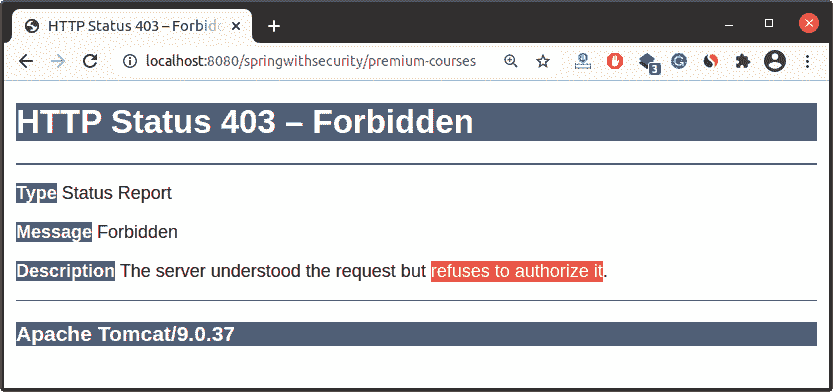 HTTP Status 403 – Forbid
localhost:8080/springwithsecurity/premium-courses
3
HTTP Status 403 – Forbidden
Type Status Report
Message Forbidden
Description The server understood the request but refuses to authorize it.
Apache Tomcat/9.0.37